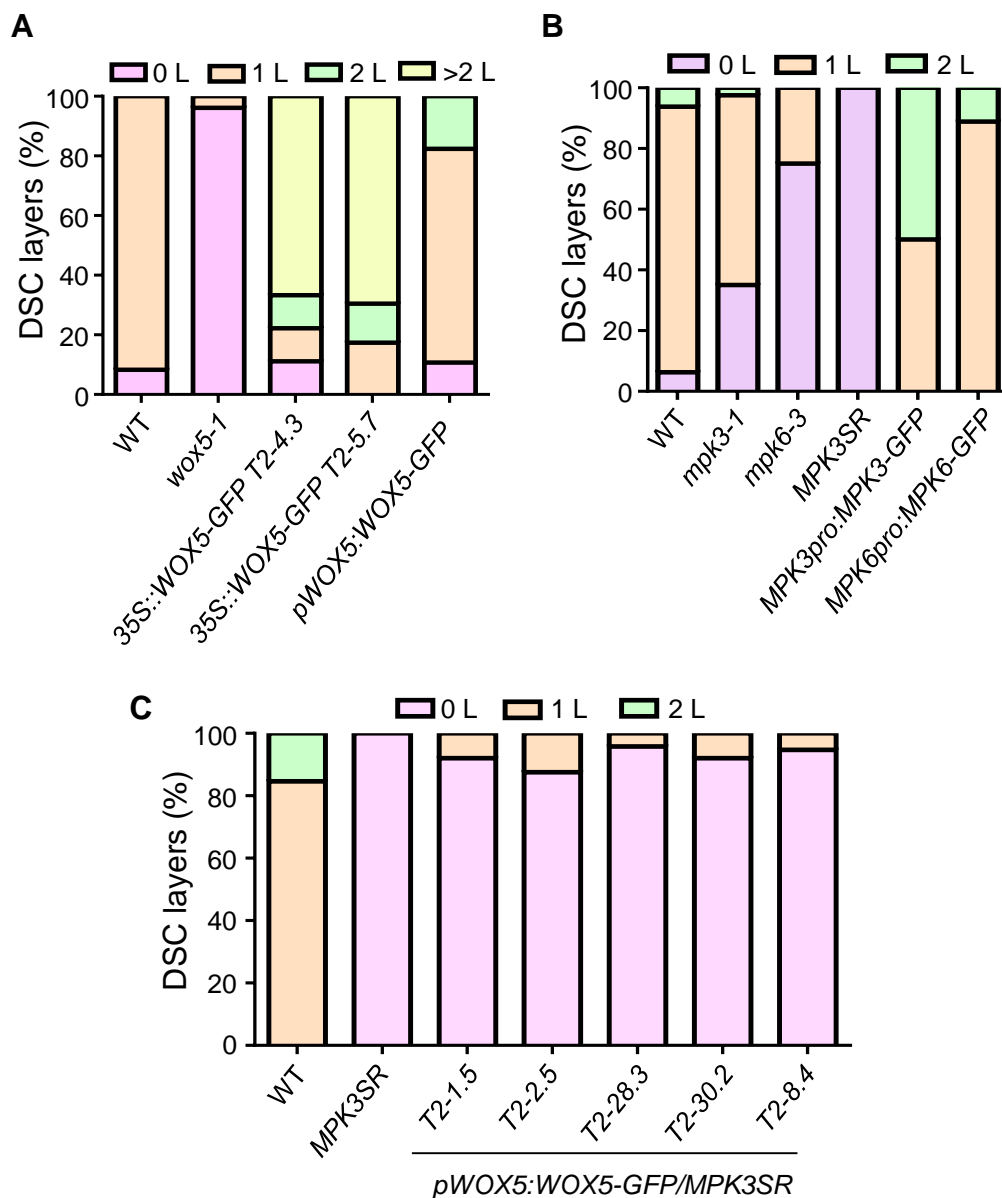 A
0 L 1 L 2 L >2 L
DSC layers (%)
100
80
60
40
20
0
WT
wox5-1
35S::WOX5-GFP T2-4.3
35S::WOX5-GFP T2-5.7
pWOX5:WOX5-GFP
B
0 L 1 L 2 L
DSC layers (%)
100
80
60
40
20
0
WT
mpk3-1
mpk6-3
MPK3SR
MPK3pro:MPK3-GFP
MPK6pro:MPK6-GFP
C
0 L 1 L 2 L
DSC layers (%)
100
80
60
40
20
0
WT
MPK3SR
T2-1.5
T2-2.5
T2-28.3
T2-30.2
T2-8.4
pWOX5:WOX5-GFP/MPK3SR